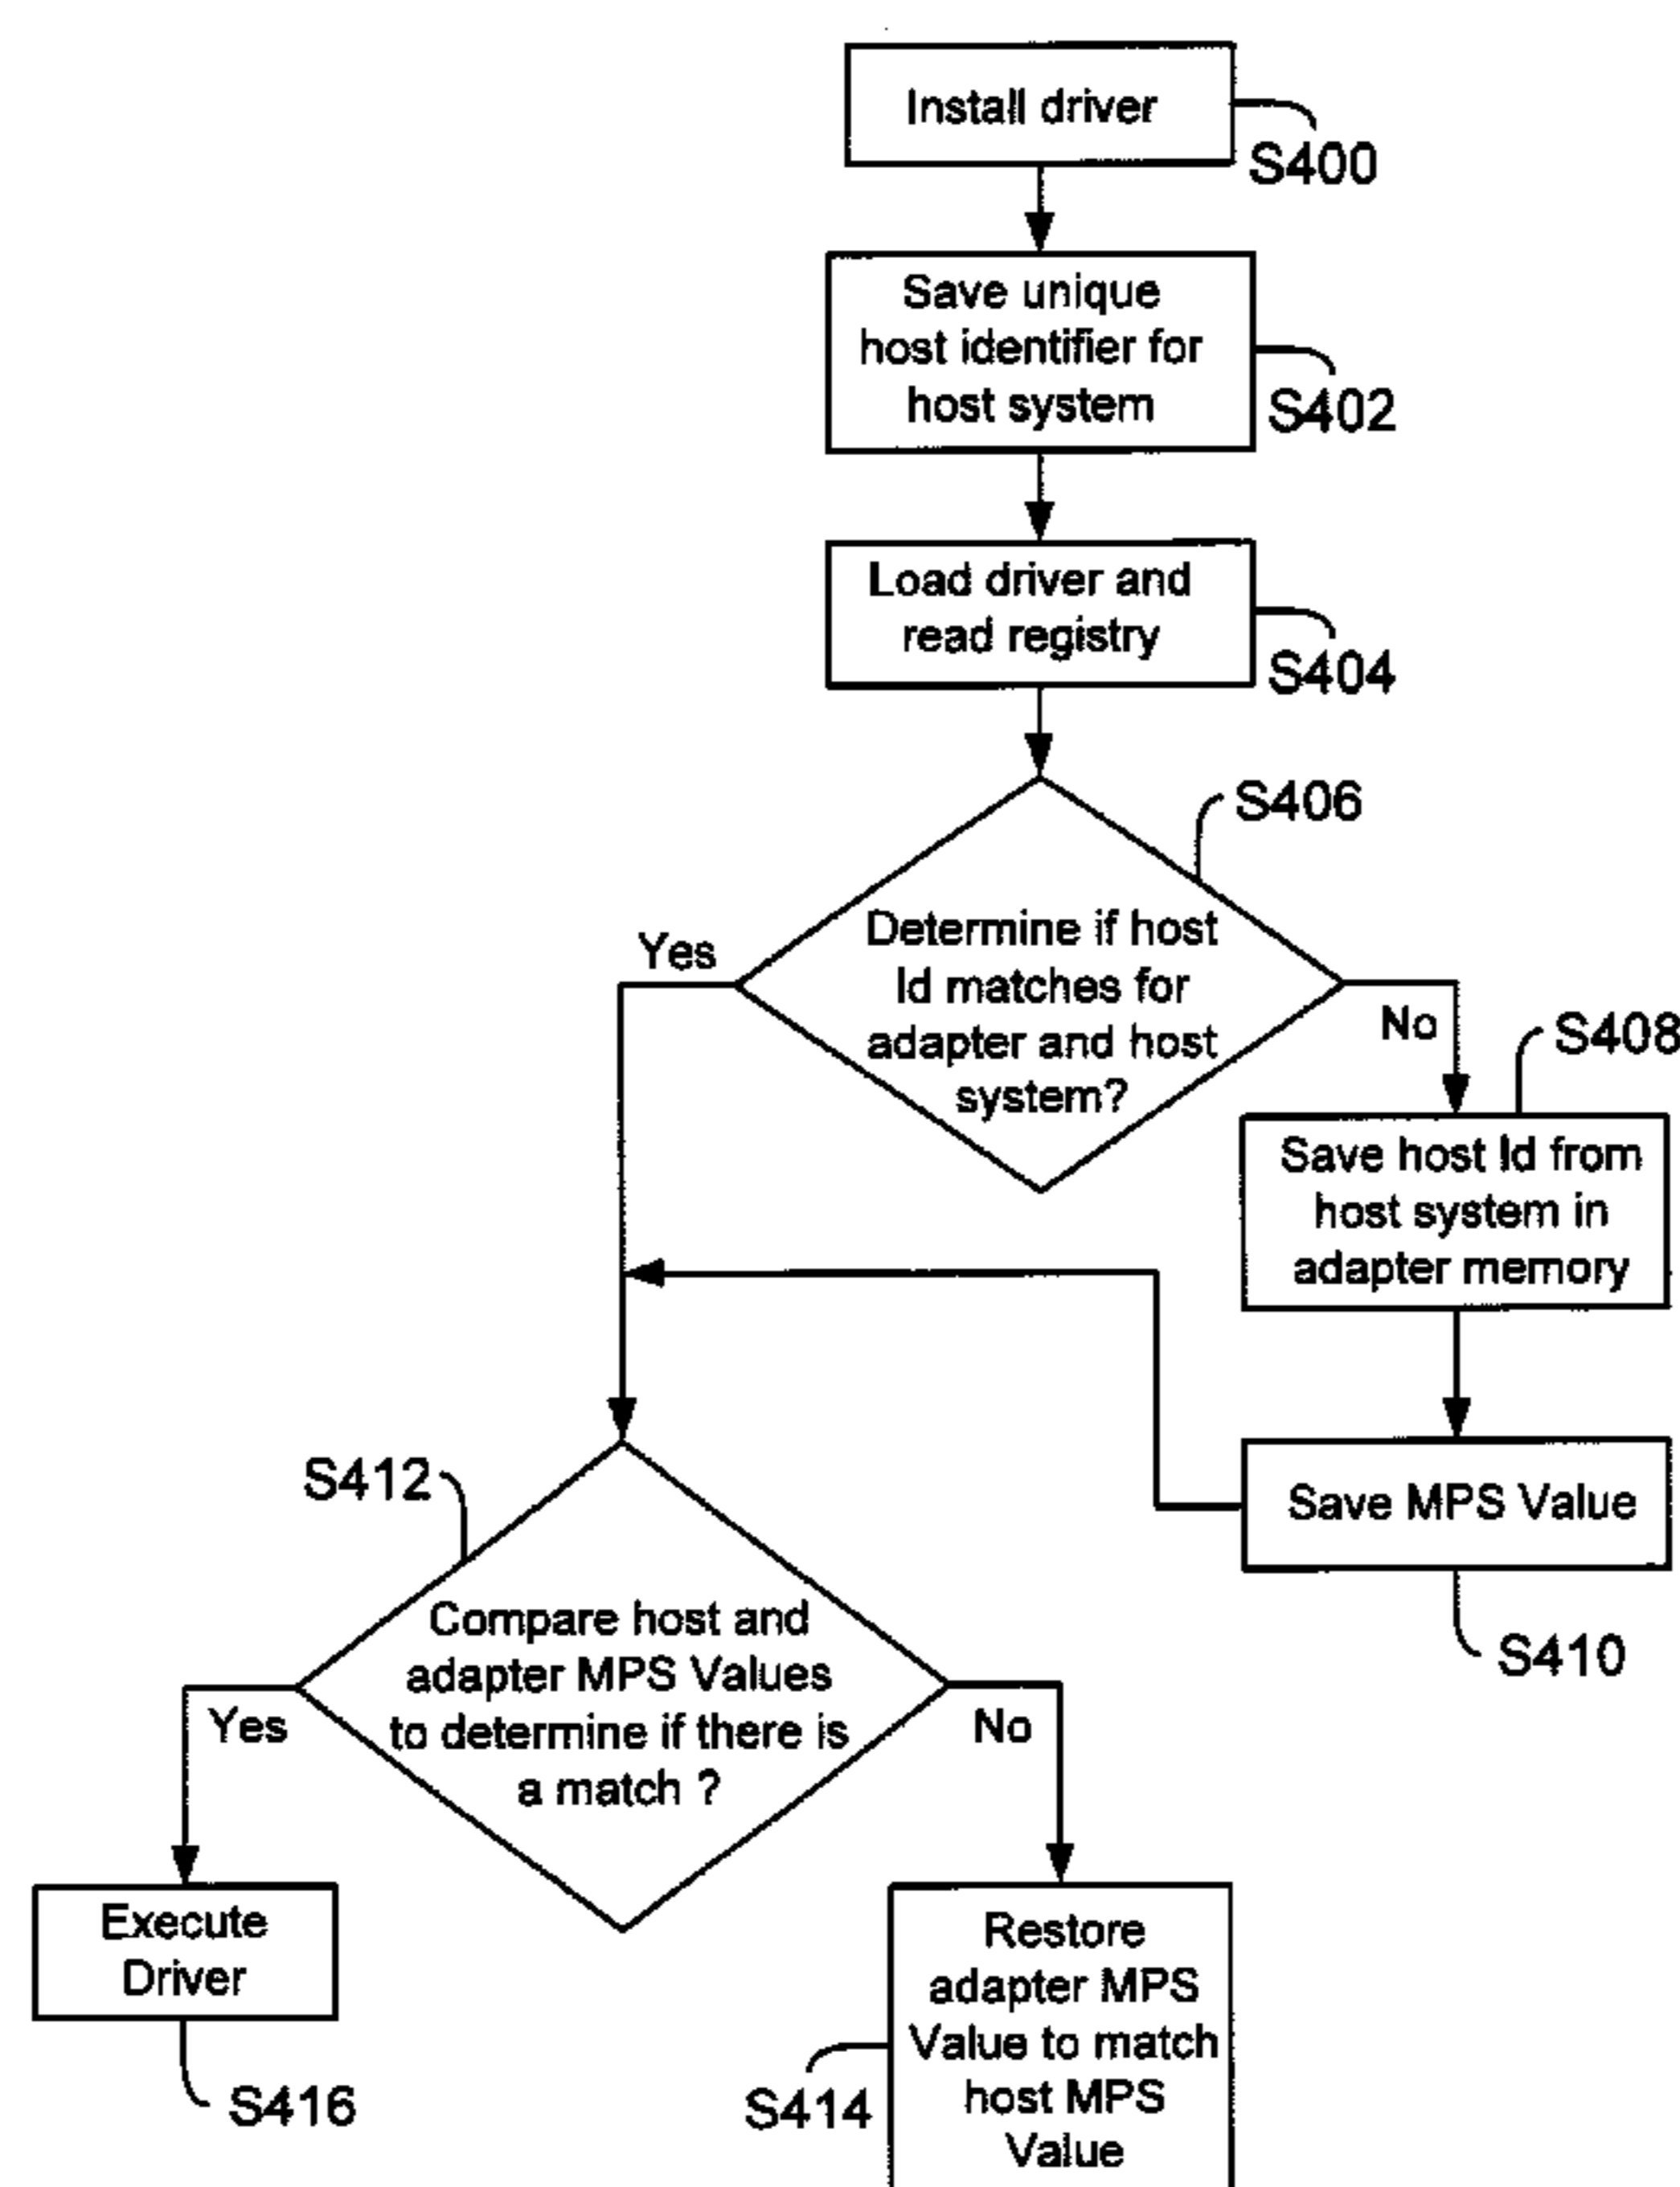 Install driver
S400
Save unique
host identifier for
host system
S402
Load driver and
read registry
S404
S406
Determine if host
Id matches for
adapter and host
system?
Yes
No
S408
Save host Id from
host system in
adapter memory
S412
Save MPS Value
S410
Compare host and
adapter MPS Values
to determine if there is
a match ?
Yes
No
Execute
Driver
S416
Restore
adapter MPS
Value to match
host MPS
Value
S414